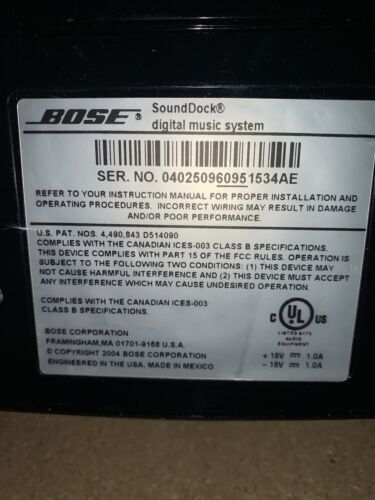 BOSE® SoundDock®
digital music system
SER. NO. 040250960951534AE
REFER TO YOUR INSTRUCTION MANUAL FOR PROPER INSTALLATION AND
OPERATING PROCEDURES. INCORRECT WIRING MAY RESULT IN DAMAGE
AND/OR POOR PERFORMANCE.
U.S. PAT. NOS. 4,490,843 D514090
COMPLIES WITH THE CANADIAN ICES-003 CLASS B SPECIFICATIONS.
THIS DEVICE COMPLIES WITH PART 15 OF THE FCC RULES. OPERATION IS
SUBJECT TO THE FOLLOWING TWO CONDITIONS: (1) THIS DEVICE MAY
NOT CAUSE HARMFUL INTERFERENCE AND (2) THIS DEVICE MUST ACCEPT
ANY INTERFERENCE WHICH MAY CAUSE UNDESIRED OPERATION.
COMPLIES WITH THE CANADIAN ICES-003
CLASS B SPECIFICATIONS.
C UL US
LISTED 6A78
AUDIO
EQUIPMENT
BOSE CORPORATION
FRAMINGHAM,MA 01701-9168 U.S.A.
© COPYRIGHT 2004 BOSE CORPORATION
ENGINEERED IN THE USA, MADE IN MEXICO
+18V 1.0A
-18V 1.0A